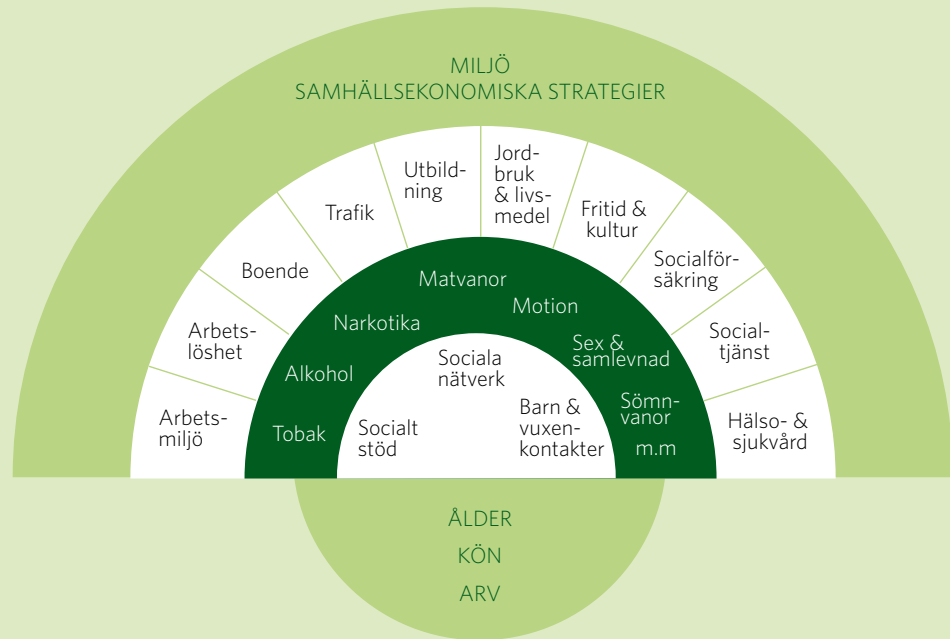 MILJÖ
SAMHÄLLSEKONOMISKA STRATEGIER
Arbets-
miljö
Arbets-
löshet
Boende
Trafik
Utbild-
ning
Jord-
bruk
& livs-
medel
Fritid &
kultur
Socialför-
säkring
Social-
tjänst
Hälso- &
sjukvård
Tobak
Alkohol
Narkotika
Matvanor
Motion
Sex &
samlevnad
Sömn-
vanor
m.m
Socialt
stöd
Sociala
nätverk
Barn &
vuxen-
kontakter
ÅLDER
KÖN
ARV